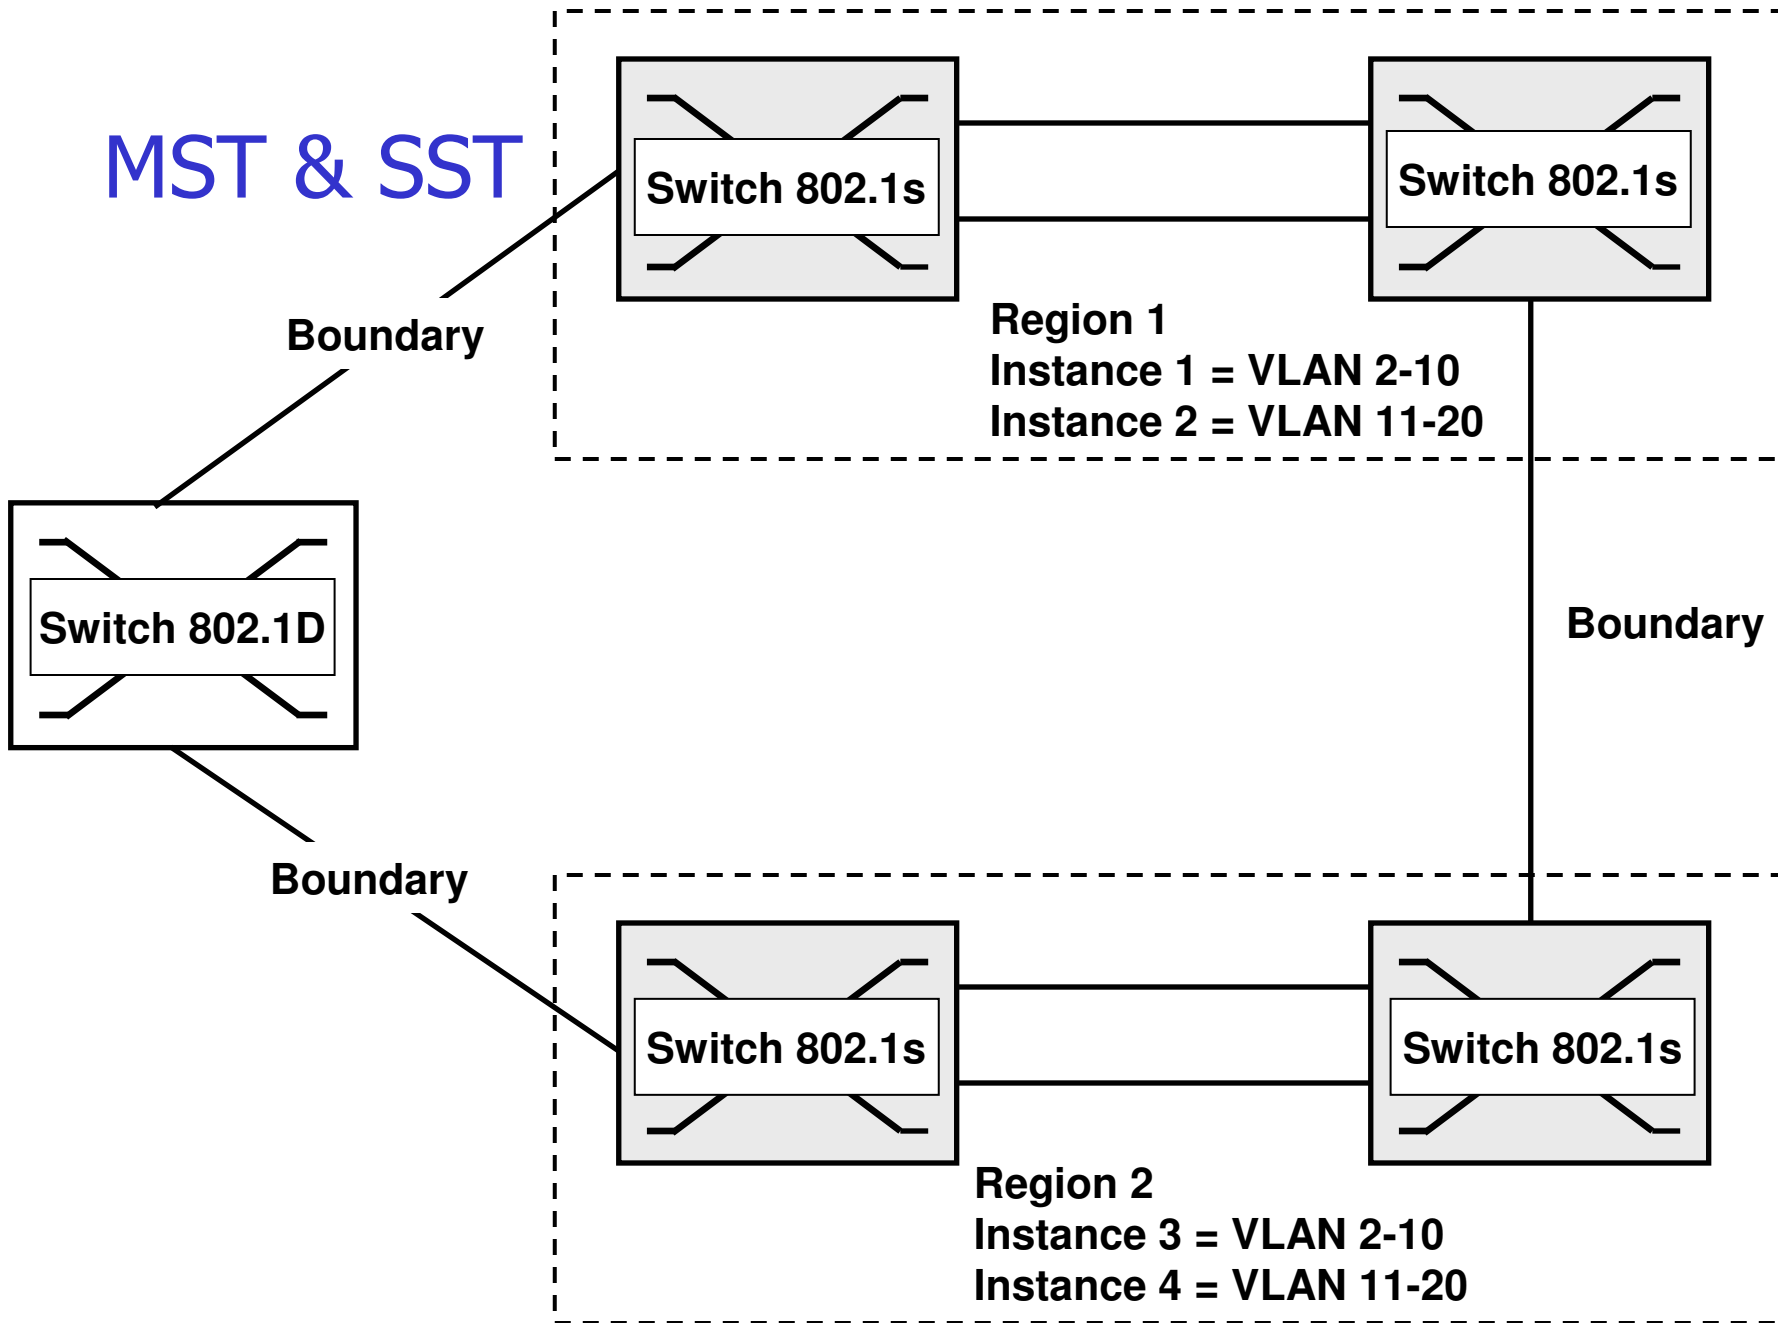 MST & SST
Switch 802.1s
Switch 802.1s
Boundary
Region 1
Instance 1 = VLAN 2-10
Instance 2 = VLAN 11-20
Switch 802.1D
Boundary
Boundary
Switch 802.1s
Switch 802.1s
Region 2
Instance 3 = VLAN 2-10
Instance 4 = VLAN 11-20